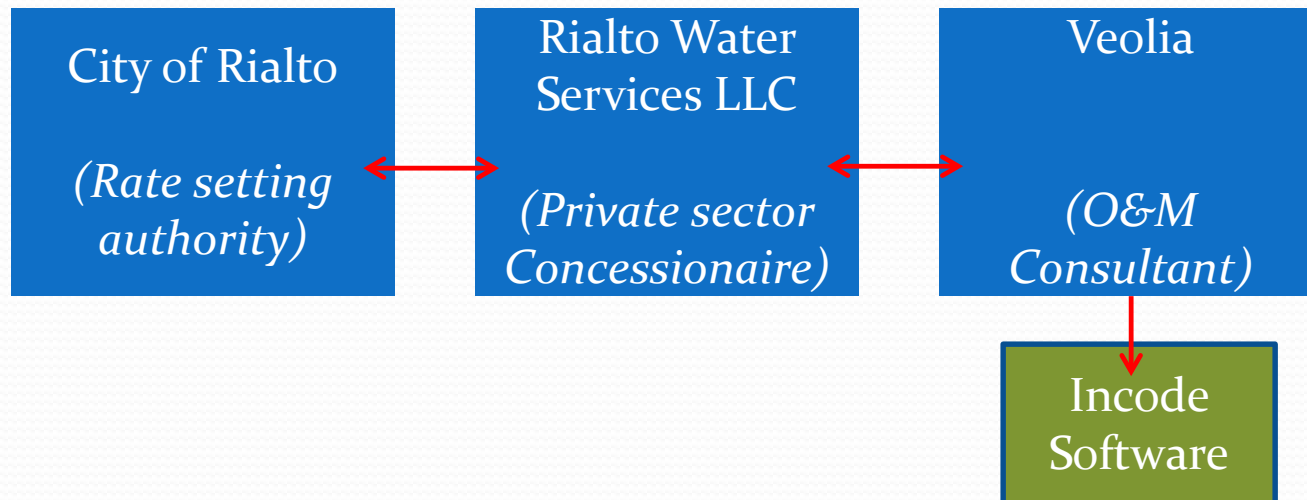 City of Rialto
(Rate setting
authority)
Rialto Water
Services LLC
(Private sector
Concessionaire)
Veolia
(O&M
Consultant)
Incode
Software